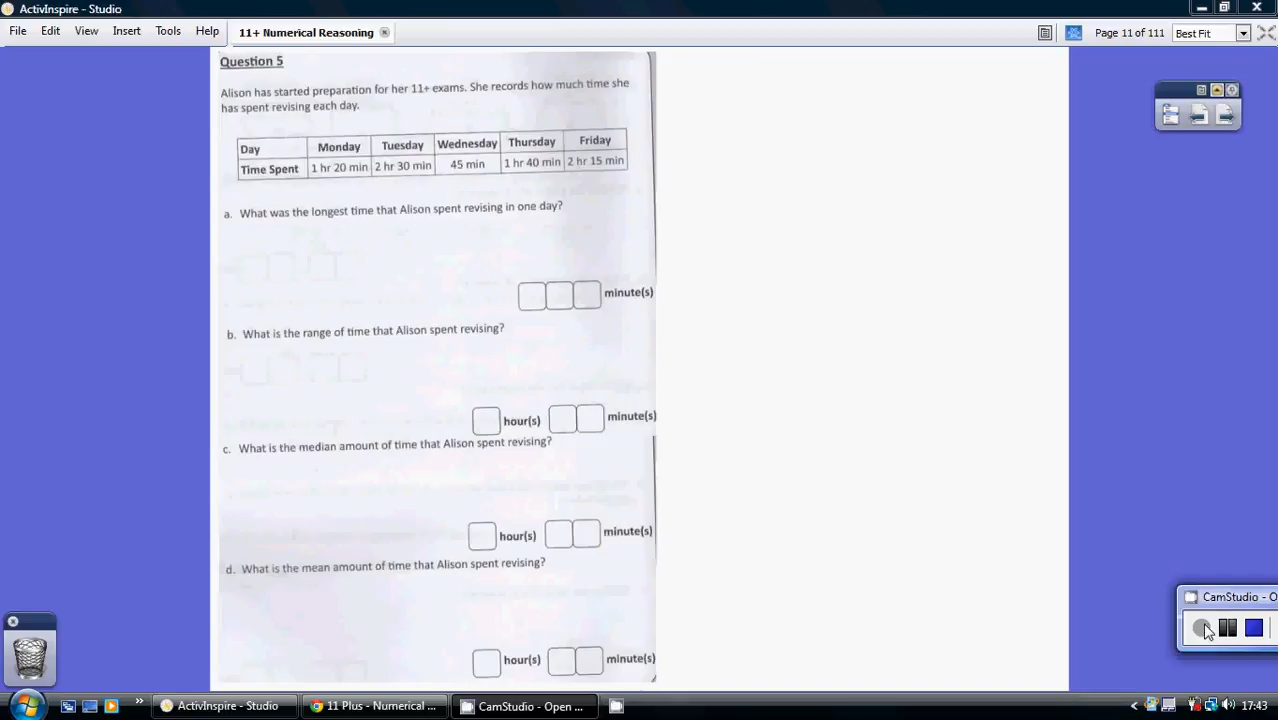 ActivInspire - Studio
File Edit View Insert Tools Help
11+ Numerical Reasoning
Page 11 of 111
Best Fit
Question 5
Alison has started preparation for her 11+ exams. She records how much time she
has spent revising each day.
Day Monday Tuesday Wednesday Thursday Friday
Time Spent 1 hr 20 min 2 hr 30 min 45 min 1 hr 40 min 2 hr 15 min
a. What was the longest time that Alison spent revising in one day?
minute(s)
b. What is the range of time that Alison spent revising?
hour(s) minute(s)
c. What is the median amount of time that Alison spent revising?
hour(s) minute(s)
d. What is the mean amount of time that Alison spent revising?
hour(s) minute(s)
CamStudio - O
» ActivInspire - Studio
11 Plus - Numerical ...
CamStudio - Open ...
17:43